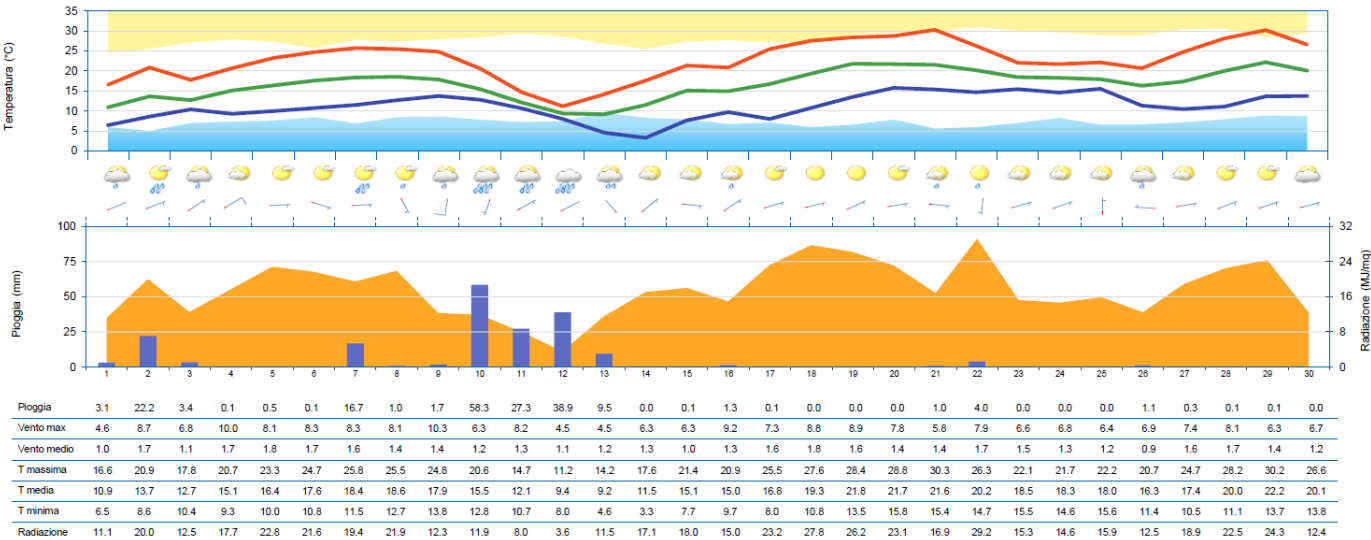 35
30
25
20
15
10
5
0
Temperatura (°C)
100 32
75 24
50 16
25 8
0 0
Pioggia (mm)
Radiazione (MJ/mq)
1 2 3 4 5 6 7 8 9 10 11 12 13 14 15 16 17 18 19 20 21 22 23 24 25 26 27 28 29 30
Pioggia 3.1 22.2 3.4 0.1 0.5 0.1 16.7 1.0 1.7 58.3 27.3 38.9 9.5 0.0 0.1 1.3 0.1 0.0 0.0 0.0 1.0 4.0 0.0 0.0 0.0 1.1 0.3 0.1 0.1 0.0
Vento max 4.6 8.7 6.8 10.0 8.1 8.3 8.3 8.1 10.3 6.3 8.2 4.5 4.5 6.3 6.3 9.2 7.3 8.8 8.9 7.8 5.8 7.9 6.6 6.8 6.4 6.9 7.4 8.1 6.3 6.7
Vento medio 1.0 1.7 1.1 1.7 1.8 1.7 1.6 1.4 1.4 1.2 1.3 1.1 1.2 1.3 1.0 1.3 1.6 1.8 1.6 1.4 1.4 1.7 1.5 1.3 1.2 0.9 1.6 1.7 1.4 1.2
T massima 16.6 20.9 17.8 20.7 23.3 24.7 25.8 25.5 24.8 20.6 14.7 11.2 14.2 17.6 21.4 20.9 25.5 27.6 28.4 28.8 30.3 26.3 22.1 21.7 22.2 20.7 24.7 28.2 30.2 26.6
T media 10.9 13.7 12.7 15.1 16.4 17.6 18.4 18.6 17.9 15.5 12.1 9.4 9.2 11.5 15.1 15.0 16.8 19.3 21.8 21.7 21.6 20.2 18.5 18.3 18.0 16.3 17.4 20.0 22.2 20.1
T minima 6.5 8.6 10.4 9.3 10.0 10.8 11.5 12.7 13.8 12.8 10.7 8.0 4.6 3.3 7.7 9.7 8.0 10.8 13.5 15.8 15.4 14.7 15.5 14.6 15.6 11.4 10.5 11.1 13.7 13.8
Radiazione 11.1 20.0 12.5 17.7 22.8 21.6 19.4 21.9 12.3 11.9 8.0 3.6 11.5 17.1 18.0 15.0 23.2 27.8 26.2 23.1 16.9 29.2 15.3 14.6 15.9 12.5 18.9 22.5 24.3 12.4